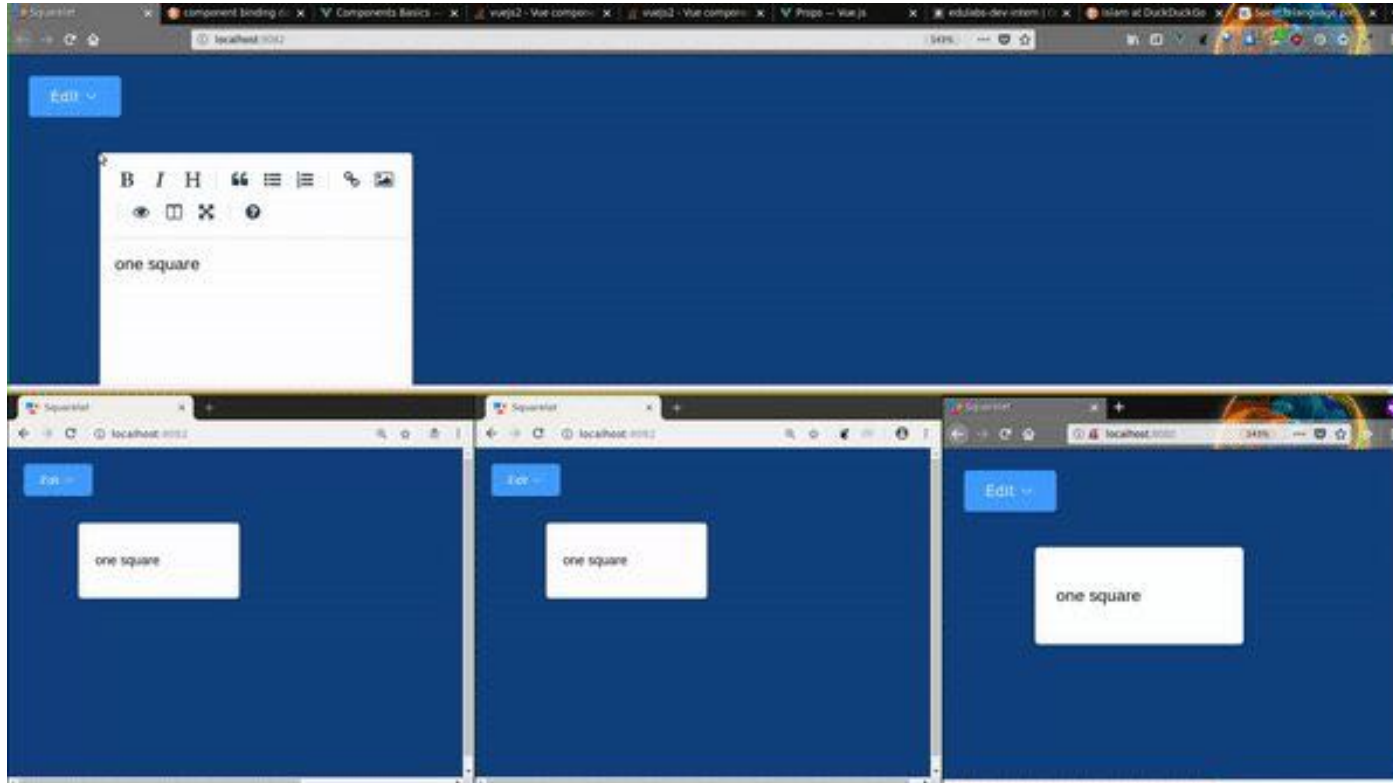 Squarelet
component binding
Components Basics —
vuejs2 - Vue compon
vuejs2 - Vue compon
Props — Vue.js
edulabs-dev-intern
Islam at DuckDuckGo
localhost
Edit
B I H
one square
Squarelet
localhost
Edit
one square
Squarelet
localhost
Edit
one square
Squarelet
localhost
Edit
one square